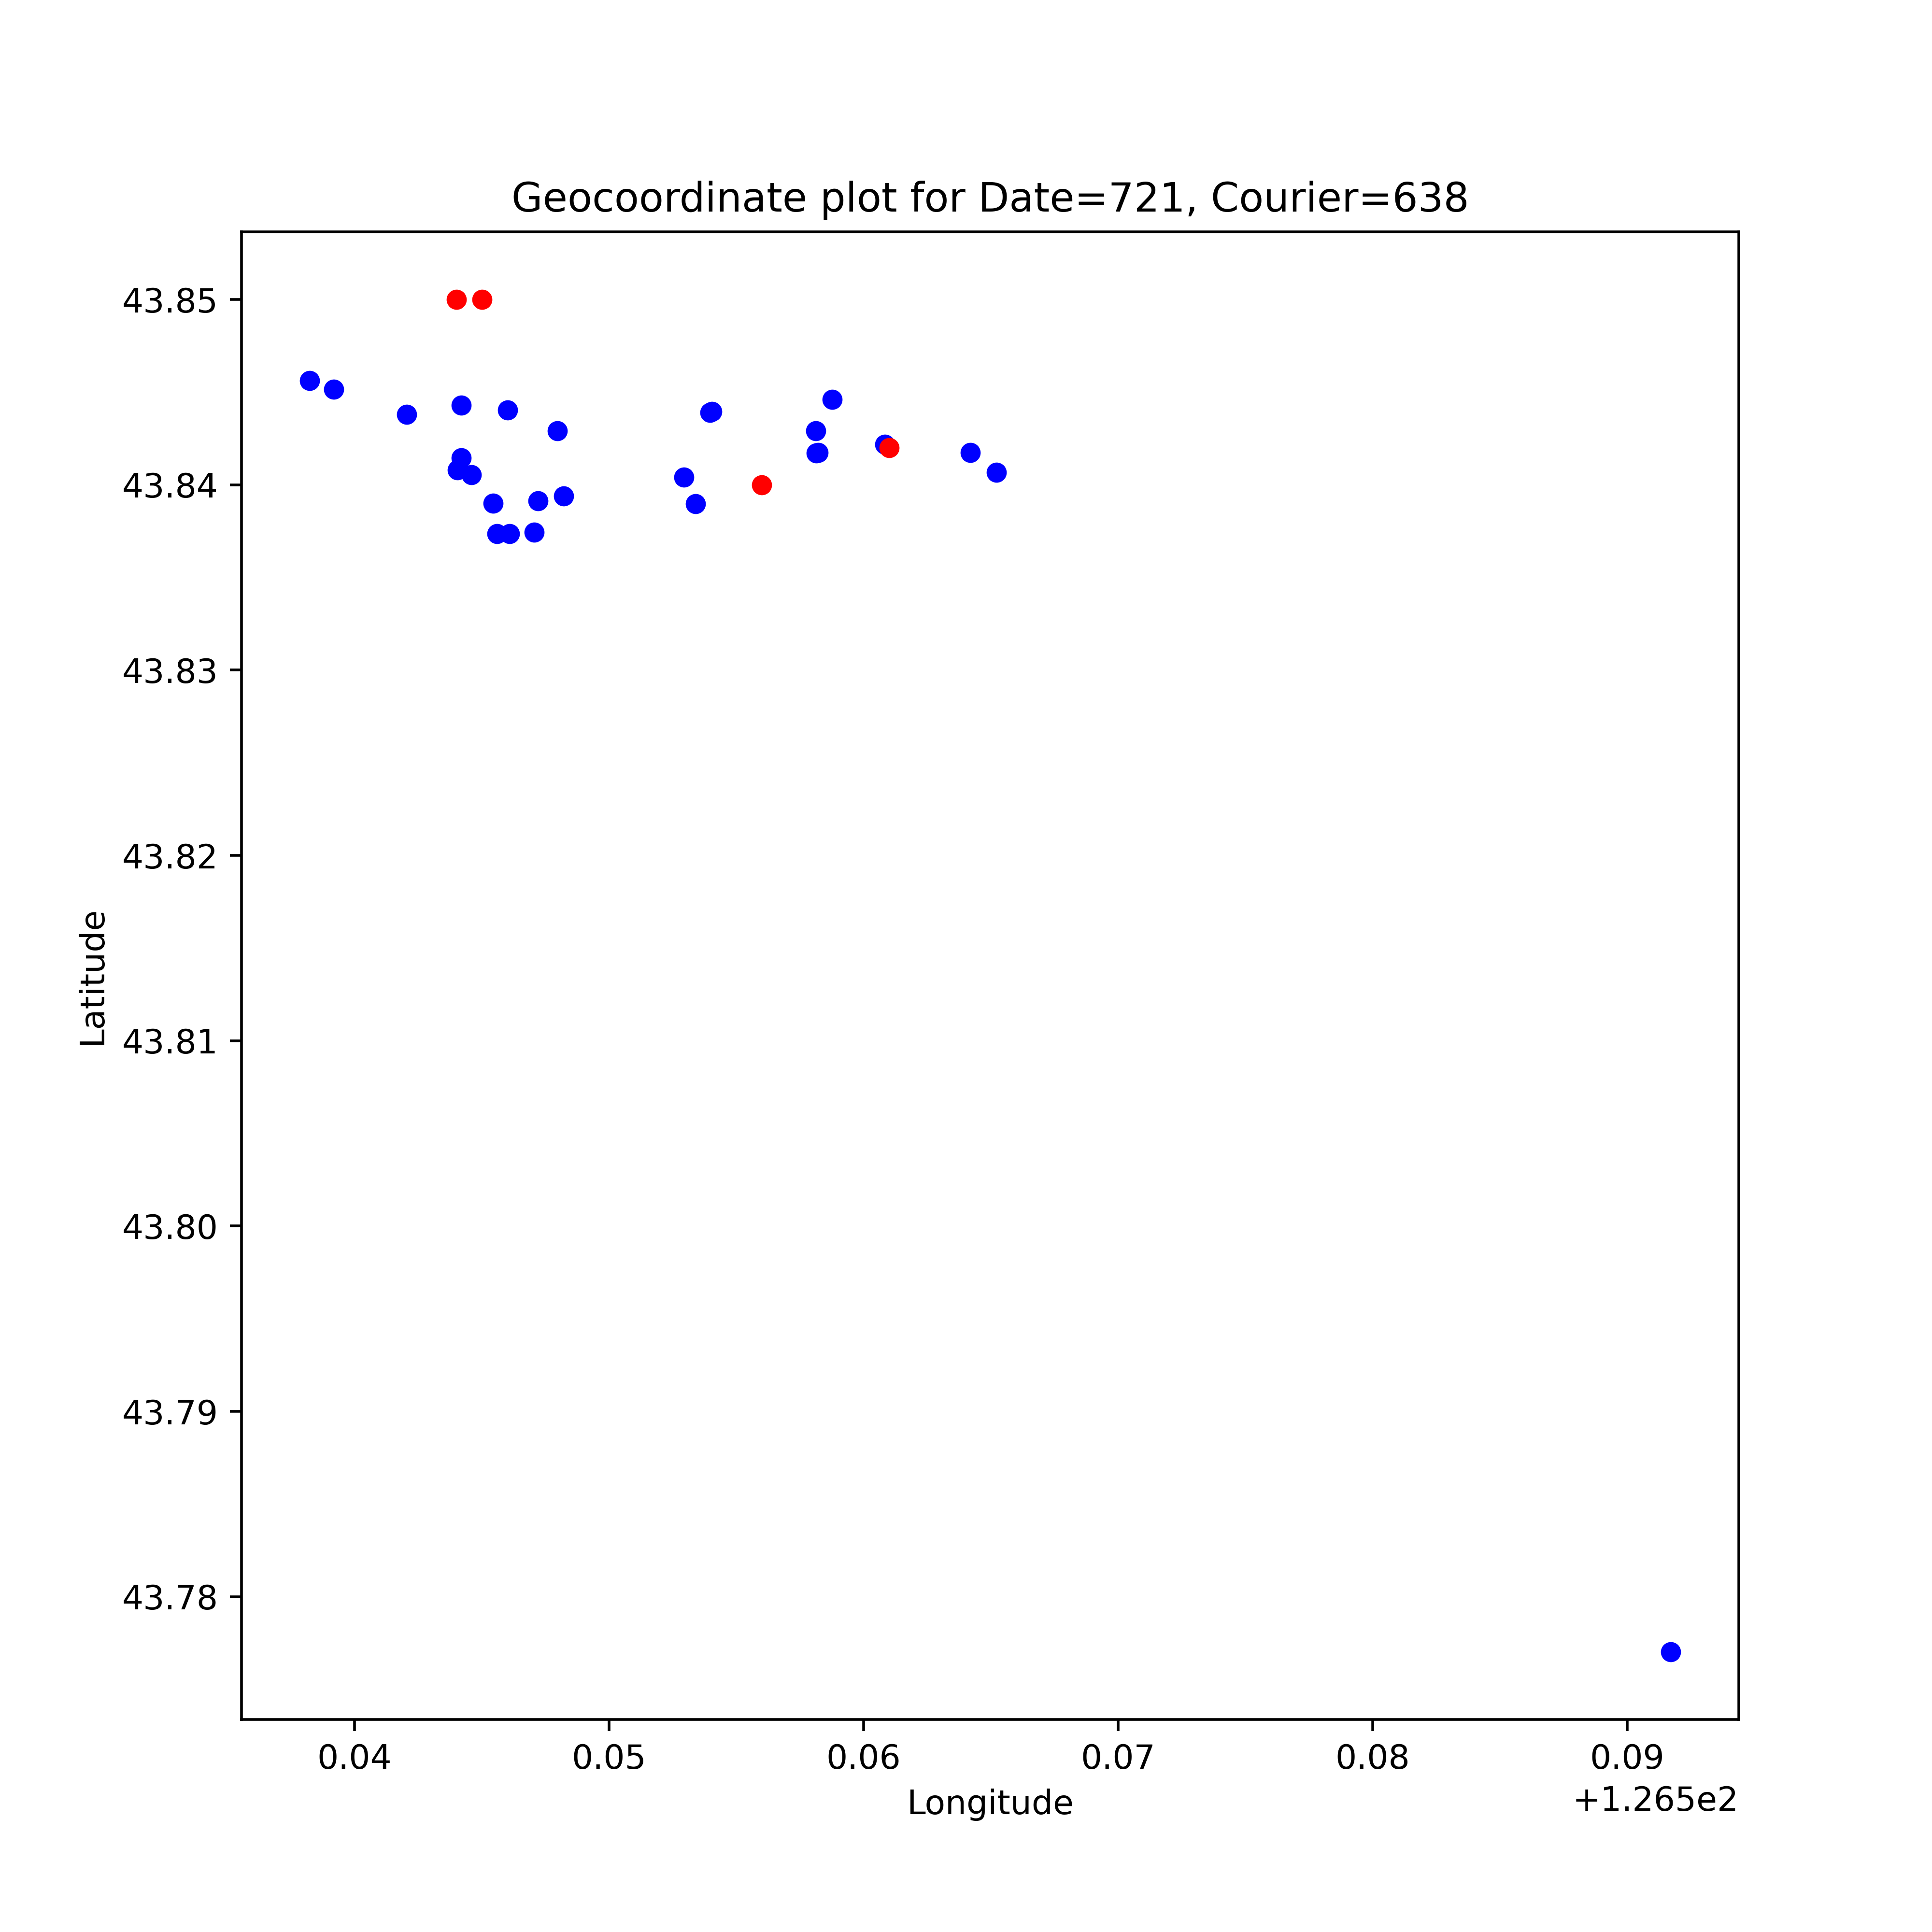 Geocoordinate plot for Date=721, Courier=638
43.85
43.84
43.83
43.82
43.81
43.80
43.79
43.78
Latitude
0.04 0.05 0.06 0.07 0.08 0.09
+1.265e2
Longitude